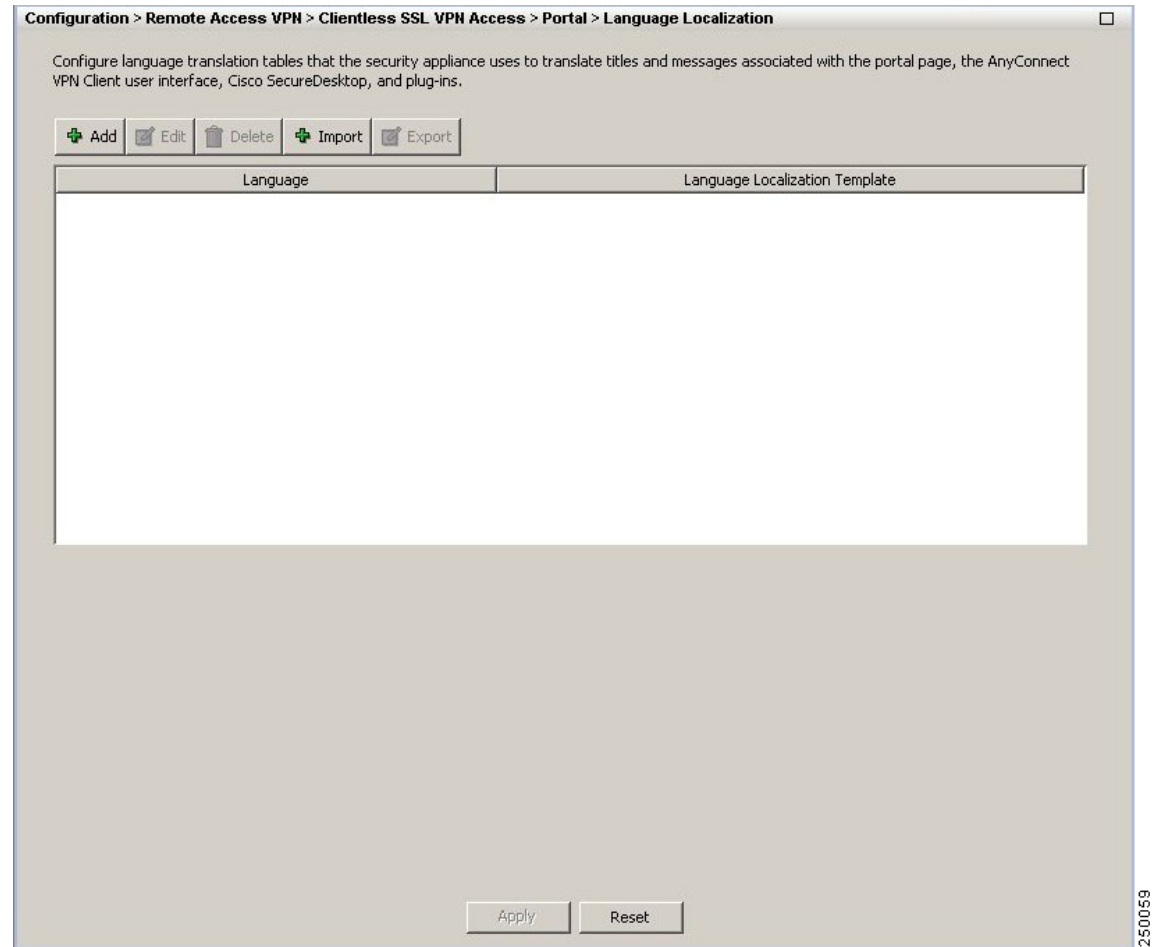 Configuration > Remote Access VPN > Clientless SSL VPN Access > Portal > Language Localization
Configure language translation tables that the security appliance uses to translate titles and messages associated with the portal page, the AnyConnect
VPN Client user interface, Cisco SecureDesktop, and plug-ins.
Add Edit Delete Import Export
Language Language Localization Template
Apply Reset
250059